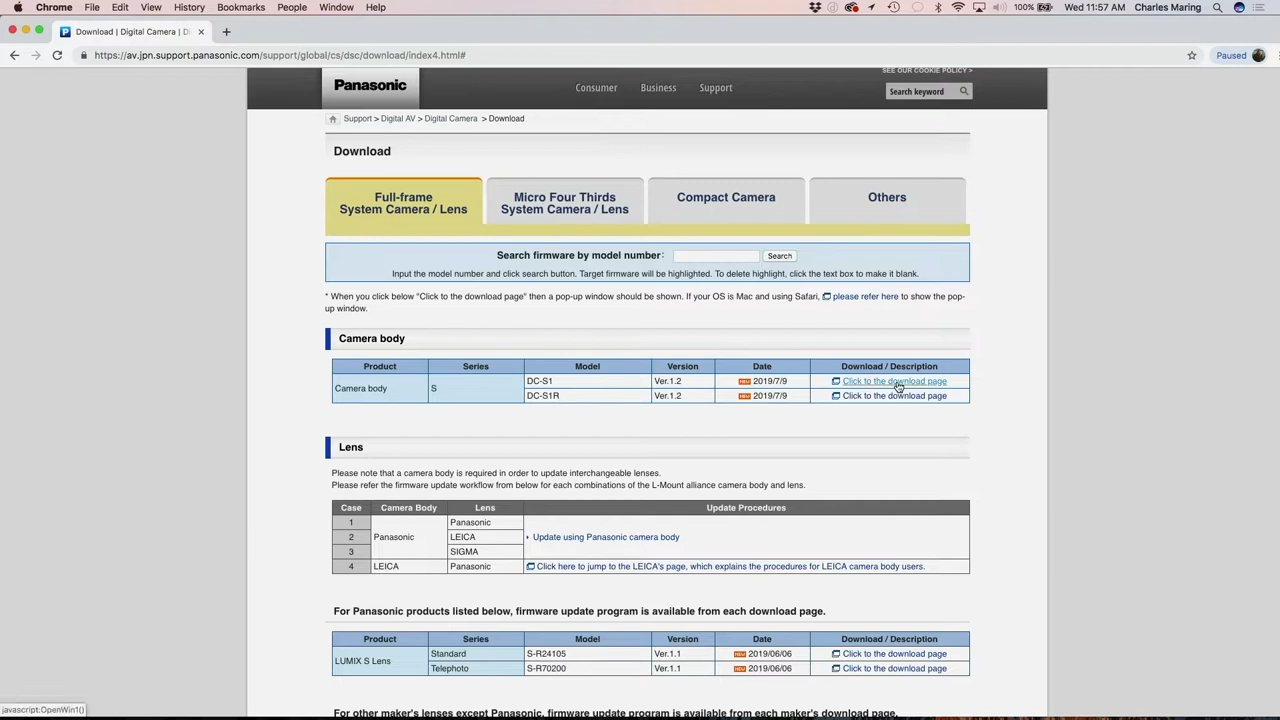 Chrome File Edit View History Bookmarks People Window Help 100% Wed 11:57 AM Charles Maring
Download | Digital Camera | D
https://av.jpn.support.panasonic.com/support/global/cs/dsc/download/index4.html# Paused
SEE OUR COOKIE POLICY >
Panasonic Consumer Business Support Search keyword
Support > Digital AV > Digital Camera > Download
Download
Full-frame
System Camera / Lens
Micro Four Thirds
System Camera / Lens
Compact Camera
Others
Search firmware by model number: Search
Input the model number and click search button. Target firmware will be highlighted. To delete highlight, click the text box to make it blank.
* When you click below "Click to the download page" then a pop-up window should be shown. If your OS is Mac and using Safari, please refer here to show the pop-
up window.
Camera body
Product Series Model Version Date Download / Description
Camera body S DC-S1 Ver.1.2 NEW 2019/7/9 Click to the download page
DC-S1R Ver.1.2 NEW 2019/7/9 Click to the download page
Lens
Please note that a camera body is required in order to update interchangeable lenses.
Please refer the firmware update workflow from below for each combinations of the L-Mount alliance camera body and lens.
Case Camera Body Lens Update Procedures
1 Panasonic
2 Panasonic LEICA Update using Panasonic camera body
3 SIGMA
4 LEICA Panasonic Click here to jump to the LEICA's page, which explains the procedures for LEICA camera body users.
For Panasonic products listed below, firmware update program is available from each download page.
Product Series Model Version Date Download / Description
LUMIX S Lens Standard S-R24105 Ver.1.1 NEW 2019/06/06 Click to the download page
Telephoto S-R70200 Ver.1.1 NEW 2019/06/06 Click to the download page
javascript:OpenWin1()
For other maker's lenses except Panasonic, firmware update program is available from each maker's download page.